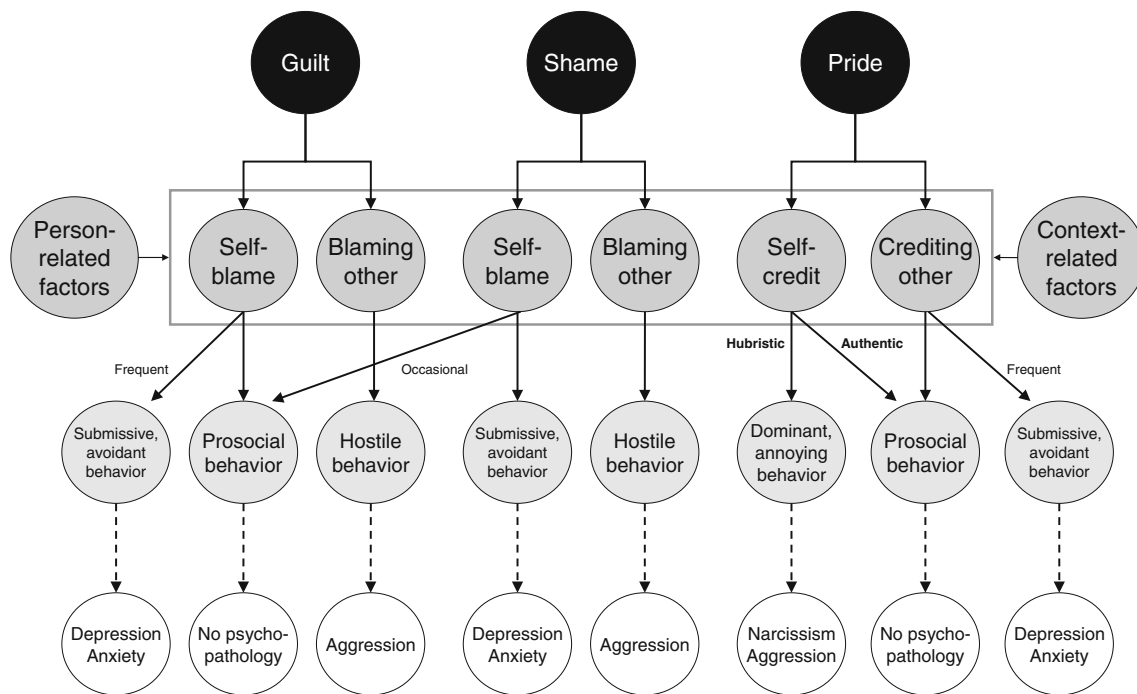 Guilt
Shame
Pride
Person-
related
factors
Self-
blame
Blaming
other
Self-
blame
Blaming
other
Self-
credit
Crediting
other
Context-
related
factors
Frequent
Occasional
Hubristic
Authentic
Frequent
Submissive,
avoidant
behavior
Prosocial
behavior
Hostile
behavior
Submissive,
avoidant
behavior
Hostile
behavior
Dominant,
annoying
behavior
Prosocial
behavior
Submissive,
avoidant
behavior
Depression
Anxiety
No psycho-
pathology
Aggression
Depression
Anxiety
Aggression
Narcissism
Aggression
No psycho-
pathology
Depression
Anxiety